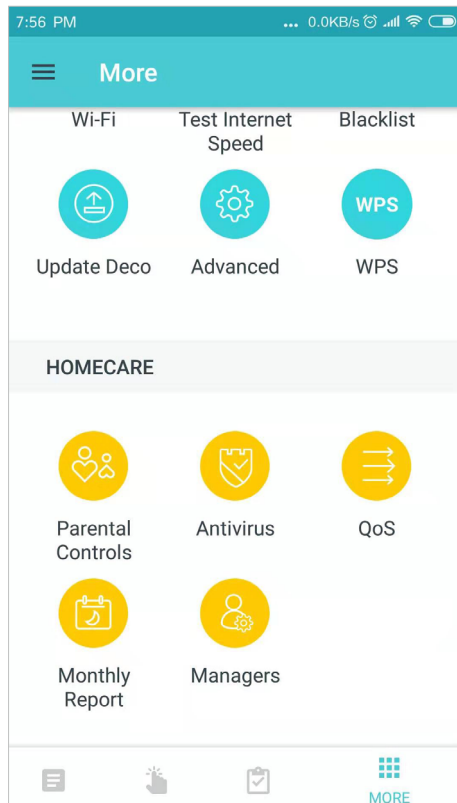 7:56 PM ... 0.0KB/s
More
Wi-Fi Test Internet Blacklist
Speed
WPS
Update Deco Advanced WPS
HOMECARE
Parental Antivirus QoS
Controls
Monthly Managers
Report
MORE